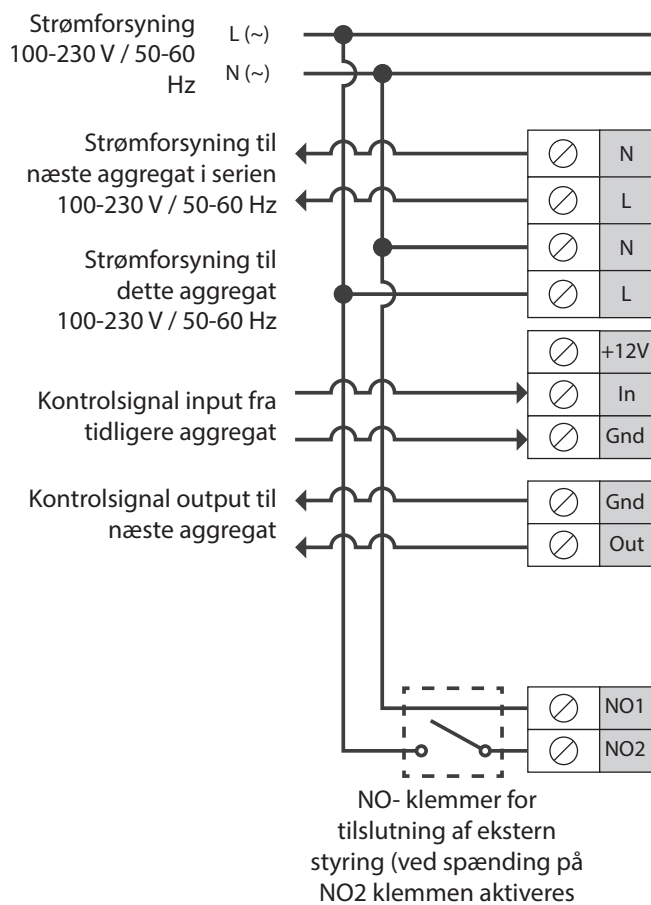 Strømforsyning
100-230 V / 50-60
Hz
L (~)
N (~)
Strømforsyning til
næste aggregat i serien
100-230 V / 50-60 Hz
N
L
Strømforsyning til
dette aggregat
100-230 V / 50-60 Hz
N
L
+12V
Kontrolsignal input fra
tidligere aggregat
In
Gnd
Kontrolsignal output til
næste aggregat
Gnd
Out
NO1
NO2
NO- klemmer for
tilslutning af ekstern
styring (ved spænding på
NO2 klemmen aktiveres